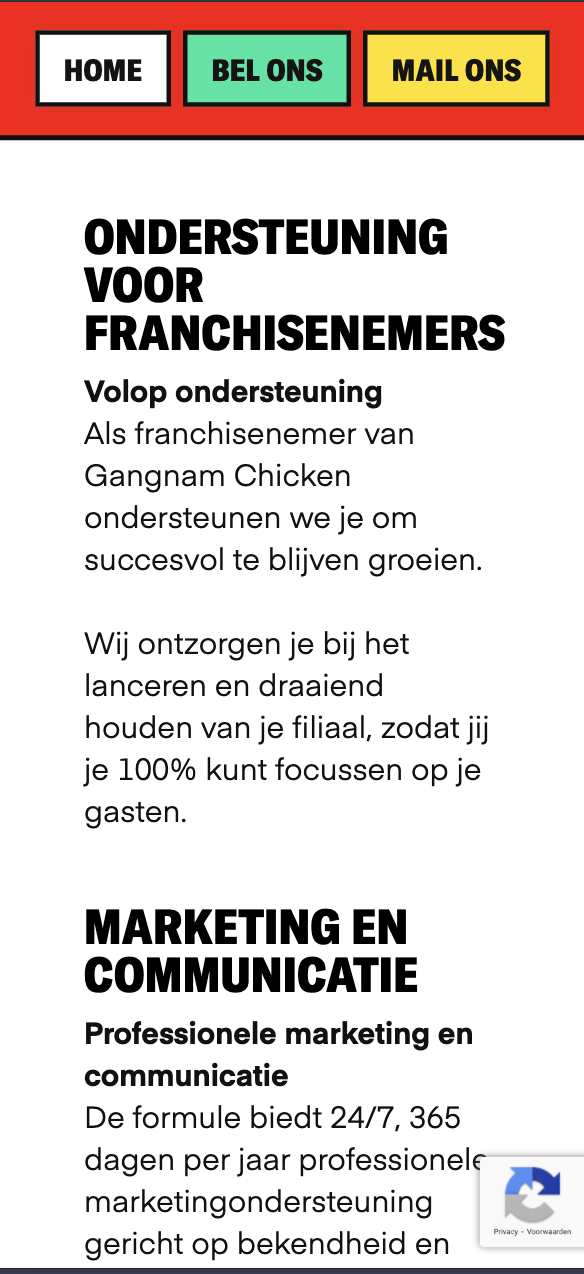 HOME
BEL ONS
MAIL ONS
ONDERSTEUNING
VOOR
FRANCHISENEMERS
Volop ondersteuning
Als franchisenemer van
Gangnam Chicken
ondersteunen we je om
succesvol te blijven groeien.
Wij ontzorgen je bij het
lanceren en draaiend
houden van je filiaal, zodat jij
je 100% kunt focussen op je
gasten.
MARKETING EN
COMMUNICATIE
Professionele marketing en
communicatie
De formule biedt 24/7, 365
dagen per jaar professionele
marketingondersteuning
gericht op bekendheid en
Privacy - Voorwaarden